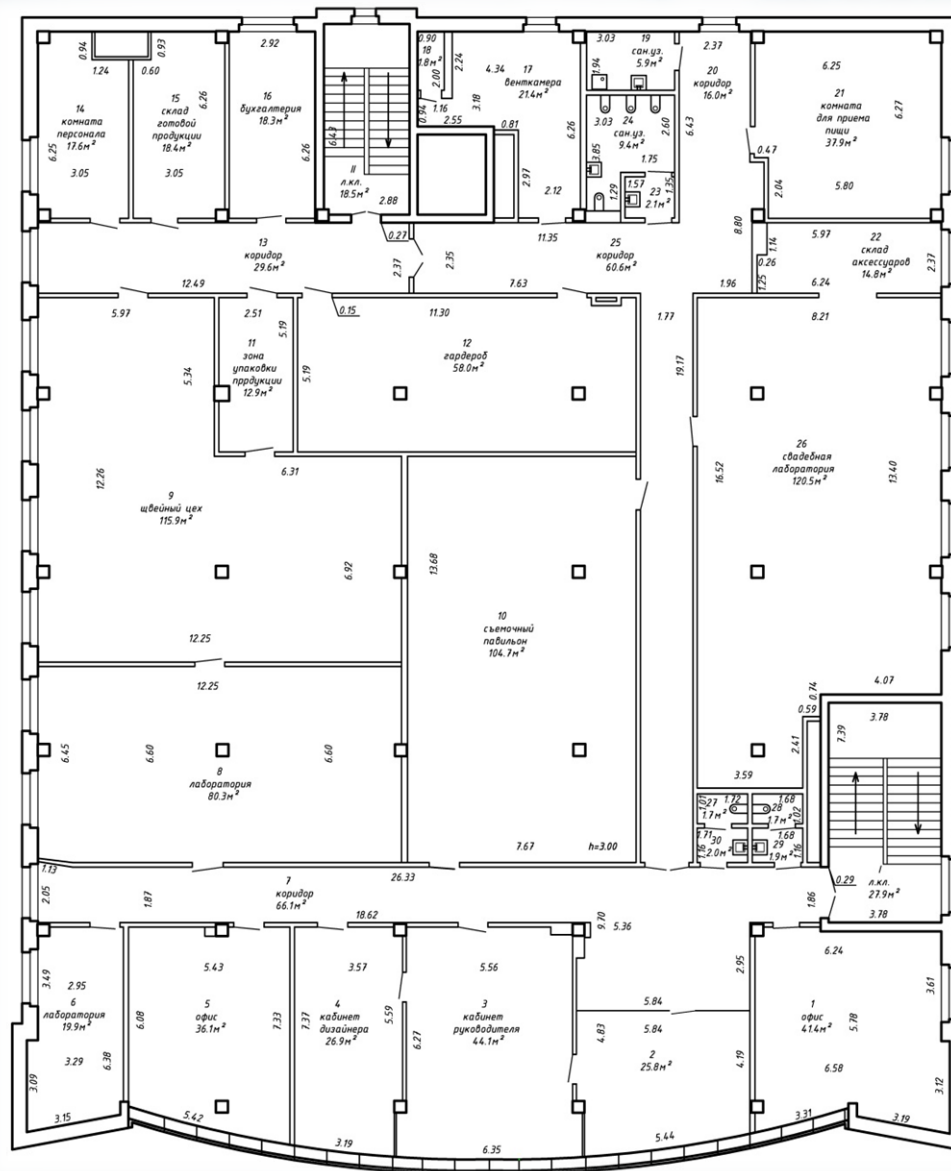 0.94
0.93
1.24
0.60
14
комната
персонала
17.6м²
6.25
3.05
15
склад
готовой
продукции
18.4м²
6.26
3.05
2.92
16
бухгалтерия
18.3м²
6.26
6.43
II
л.кл.
18.5м²
2.88
0.90
18
1.8м²
2.24
2.00
0.94
1.16
4.34
17
венткамера
21.4м²
3.18
2.55
0.81
6.26
2.97
2.12
3.03
19
сан.уз.
5.9м²
1.94
3.03
24
сан.уз.
9.4м²
2.60
3.85
1.75
1.57
1.35
1.29
23
2.1м²
2.37
20
коридор
16.0м²
6.43
6.25
21
комната
для приема
пищи
37.9м²
6.27
0.47
2.04
5.80
13
коридор
29.6м²
12.49
0.27
2.37
2.35
11.35
25
коридор
60.6м²
7.63
8.80
1.96
5.97
1.14
0.26
1.25
22
склад
аксессуаров
14.8м²
2.37
6.24
5.97
2.51
0.15
11.30
1.77
8.21
5.34
11
зона
упаковки
пррдукции
12.9м²
5.19
5.19
12
гардероб
58.0м²
19.17
12.26
9
щвейный цех
115.9м²
6.31
6.92
12.25
13.68
10
съемочный
павильон
104.7м²
7.67
h=3.00
16.52
26
свадебная
лаборатория
120.5м²
13.40
4.07
0.74
0.59
2.41
3.59
12.25
6.45
6.60
6.60
8
лаборатория
80.3м²
3.78
7.39
1.01
27
1.72
1.7м²
1.68
28
1.7м²
1.02
1.71
30
1.16
2.0м²
1.68
29
1.9м²
1.16
0.29
I
л.кл.
27.9м²
3.78
1.13
2.05
1.87
7
коридор
66.1м²
26.33
18.62
9.70
5.36
1.86
3.49
2.95
6
лаборатория
19.9м²
3.29
6.38
3.09
3.15
5.43
5
офис
36.1м²
6.08
7.33
5.42
3.57
4
кабинет
дизайнера
26.9м²
7.37
5.59
3.19
5.56
3
кабинет
руководителя
44.1м²
6.27
6.35
2.95
5.84
5.84
4.83
2
25.8м²
4.19
5.44
6.24
3.61
1
офис
41.4м²
5.78
6.58
3.31
3.12
3.19